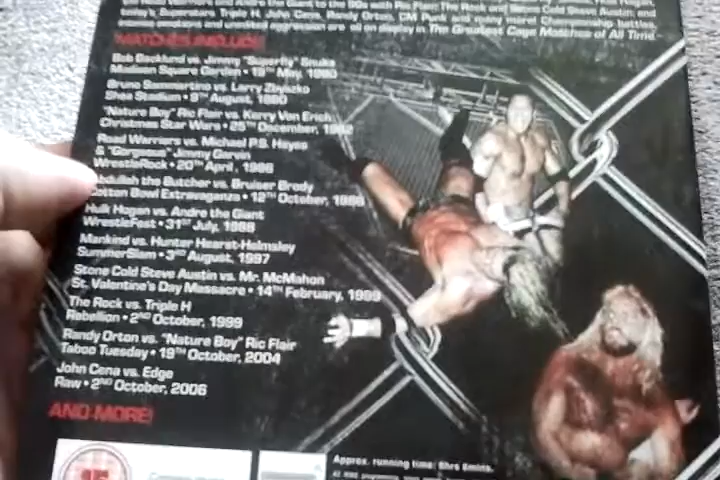 the Road Warriors and Andre the Giant to the 90s with Ric Flair, The Rock and Stone Cold Steve Austin, and
today's Superstars Triple H, John Cena, Randy Orton, CM Punk and many more! Championship battles,
and unbridled aggression are all on display in The Greatest Cage Matches of All Time.
MATCHES INCLUDE
Bob Backlund vs. Jimmy "Superfly" Snuka
Madison Square Garden • 19TH May, 1980
Bruno Sammartino vs. Larry Zbyszko
Shea Stadium • 9TH August, 1980
"Nature Boy" Ric Flair vs. Kerry Von Erich
Christmas Star Wars • 25TH December, 1982
Road Warriors vs. Michael P.S. Hayes
& "Gorgeous" Jimmy Garvin
WrestleRock • 20TH April, 1986
Abdullah the Butcher vs. Bruiser Brody
Cotton Bowl Extravaganza • 12TH October, 1986
Hulk Hogan vs. Andre the Giant
WrestleFest • 31ST July, 1988
Mankind vs. Hunter Hearst-Helmsley
SummerSlam • 3RD August, 1997
Stone Cold Steve Austin vs. Mr. McMahon
St. Valentine's Day Massacre • 14TH February, 1999
The Rock vs. Triple H
Rebellion • 2ND October, 1999
Randy Orton vs. "Nature Boy" Ric Flair
Taboo Tuesday • 19TH October, 2004
John Cena vs. Edge
Raw • 2ND October, 2006
AND MORE!
15
Approx. running time: 8hrs 6mins.